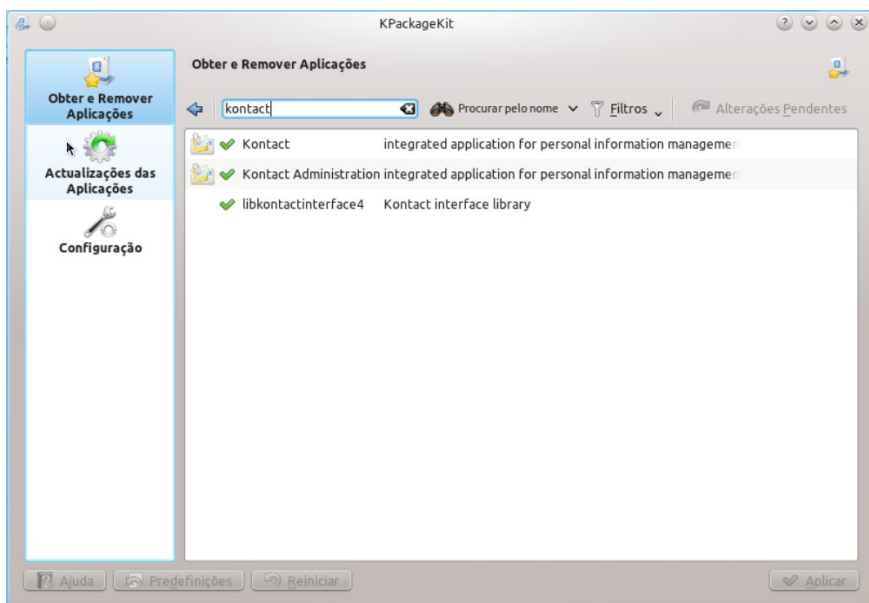 KPackageKit
Obter e Remover Aplicações
Actualizações das Aplicações
Configuração
Obter e Remover Aplicações
kontact Procurar pelo nome Filtros Alterações Pendentes
Kontact integrated application for personal information managemen
Kontact Administration integrated application for personal information managemen
libkontactinterface4 Kontact interface library
Ajuda Predefinições Reiniciar Aplicar